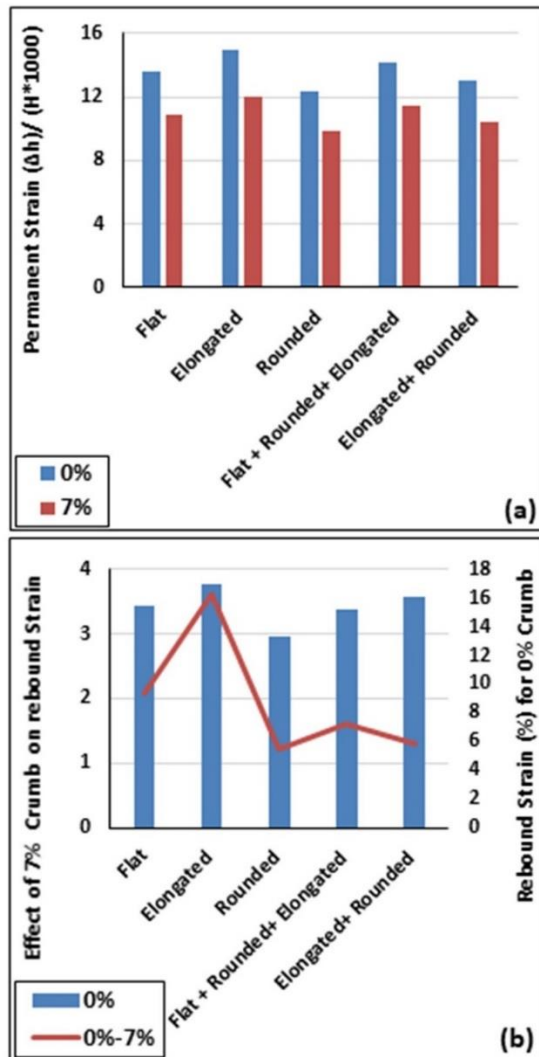 Permanent Strain (Δh)/ (H*1000)
16
12
8
4
0
Flat
Elongated
Rounded
Flat + Rounded+ Elongated
Elongated+ Rounded
0%
7%
(a)
Effect of 7% Crumb on rebound Strain
4
3
2
1
0
18
16
14
12
10
8
6
4
2
0
Rebound Strain (%) for 0% Crumb
Flat
Elongated
Rounded
Flat + Rounded+ Elongated
Elongated+ Rounded
0%
0%-7%
(b)